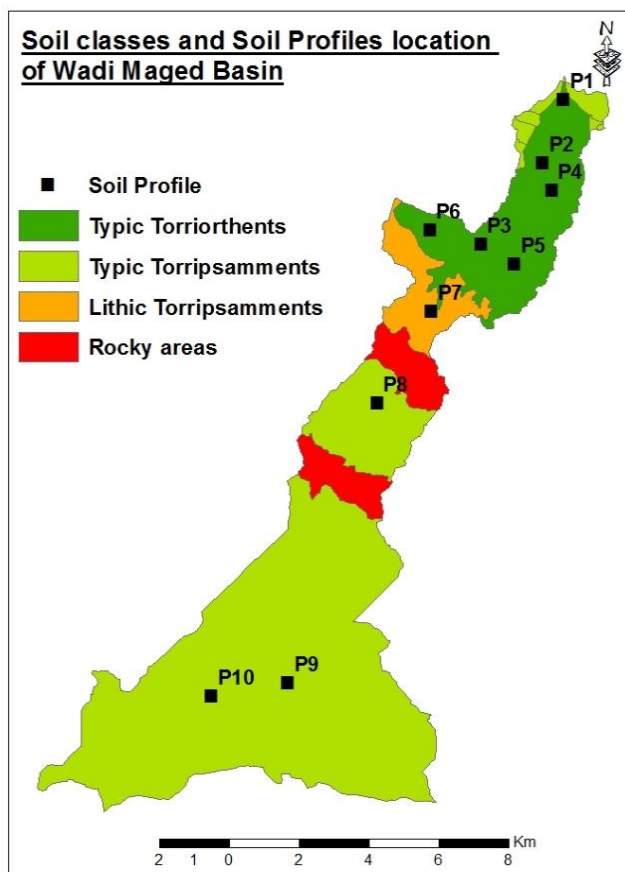 Soil classes and Soil Profiles location
of Wadi Maged Basin
N
Soil Profile
Typic Torriorthents
Typic Torripsamments
Lithic Torripsamments
Rocky areas
P1
P2
P4
P6
P3
P5
P7
P8
P10
P9
Km
2 1 0 2 4 6 8